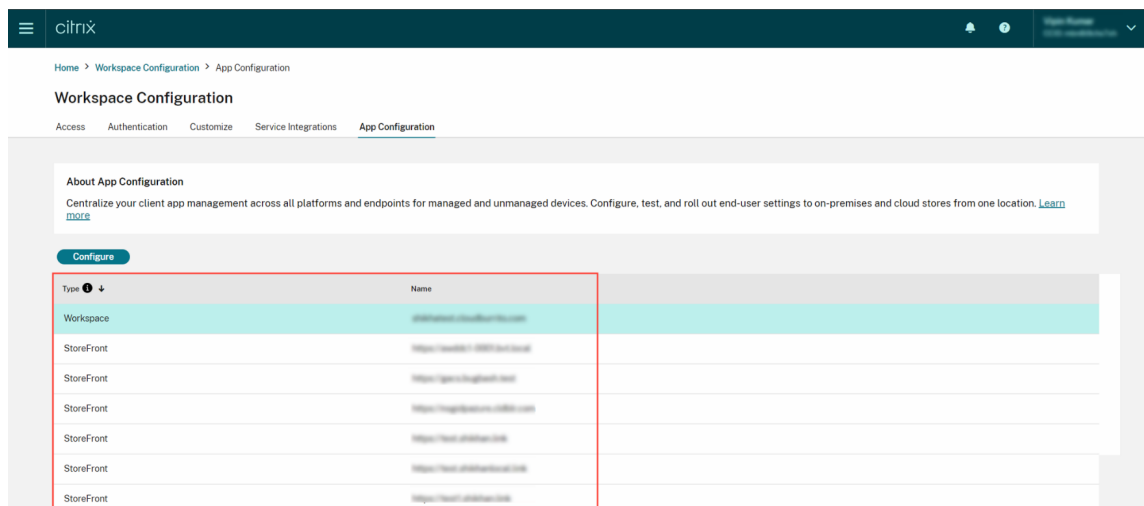 citrix
Home > Workspace Configuration > App Configuration
Workspace Configuration
Access Authentication Customize Service Integrations App Configuration
About App Configuration
Centralize your client app management across all platforms and endpoints for managed and unmanaged devices. Configure, test, and roll out end-user settings to on-premises and cloud stores from one location. Learn
more
Configure
Type Name
Workspace
StoreFront
StoreFront
StoreFront
StoreFront
StoreFront
StoreFront